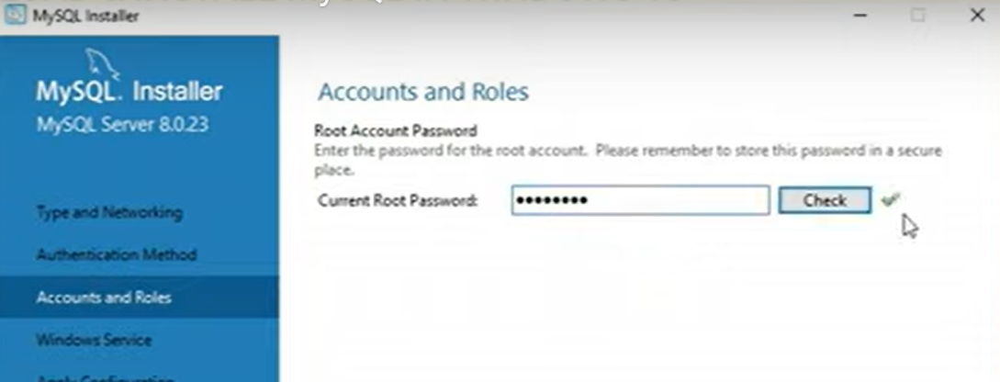 MySQL Installer
MySQL. Installer
MySQL Server 8.0.23
Type and Networking
Authentication Method
Accounts and Roles
Windows Service
Apply Configuration
Accounts and Roles
Root Account Password
Enter the password for the root account. Please remember to store this password in a secure
place.
Current Root Password:
●●●●●●●●
Check